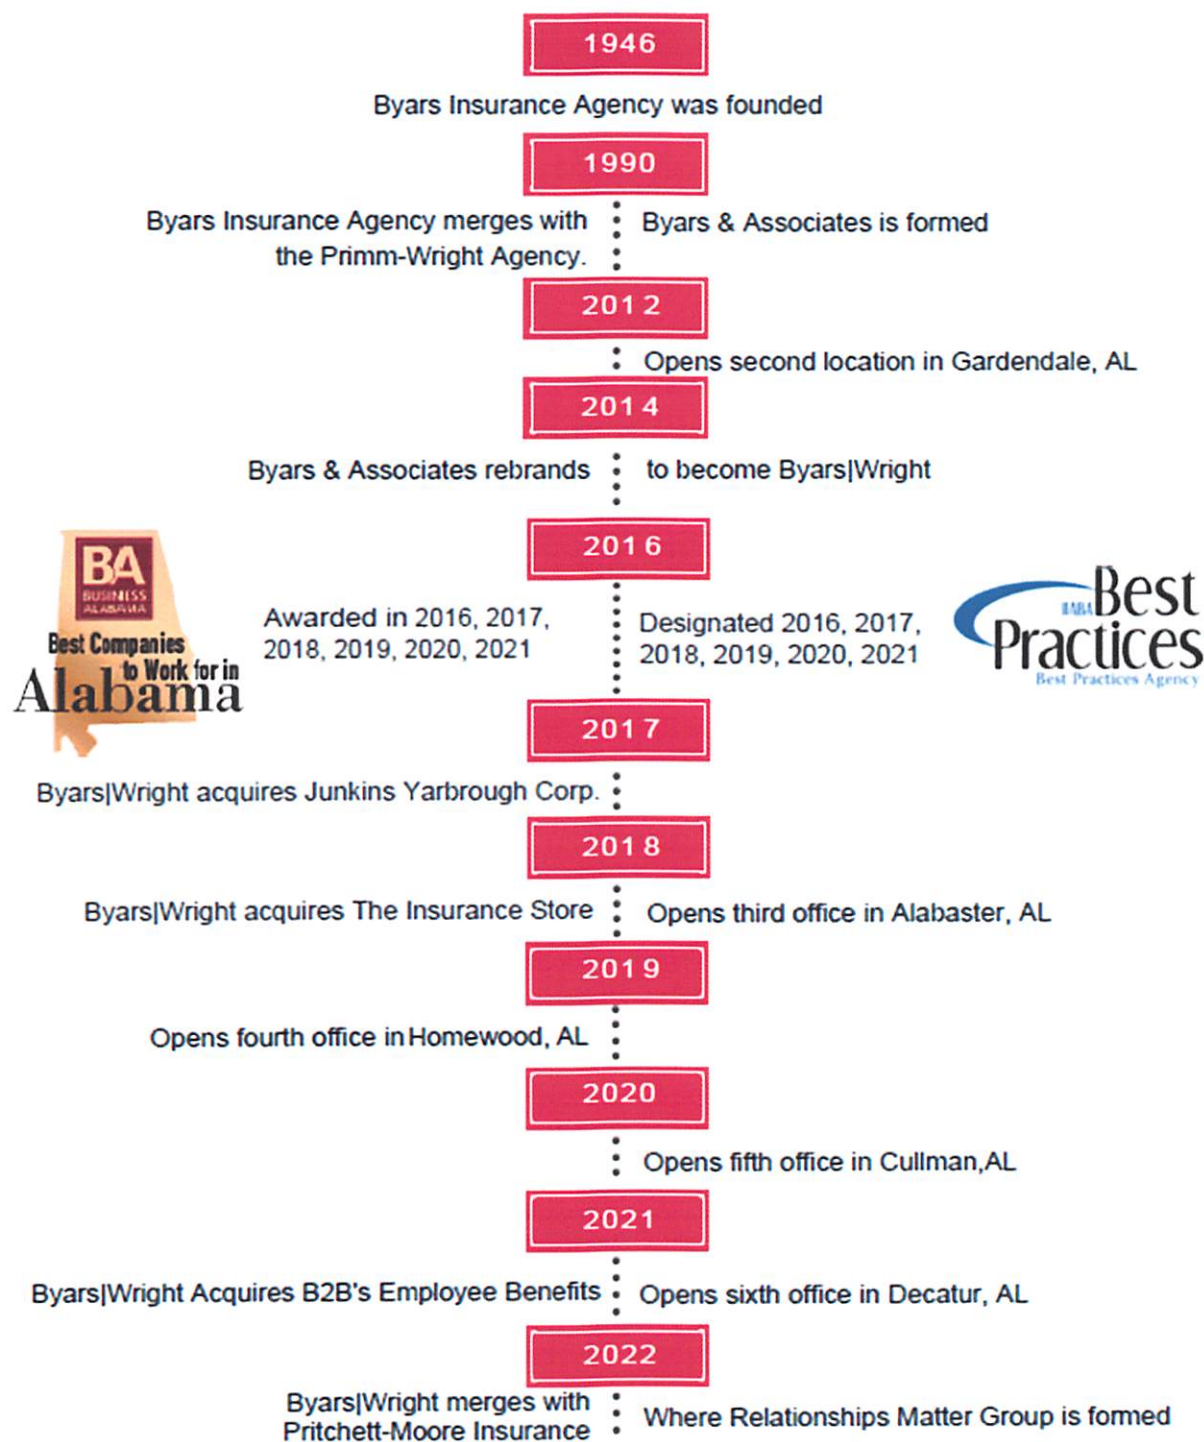 1946
Byars Insurance Agency was founded
1990
Byars Insurance Agency merges with
the Primm-Wright Agency.
Byars & Associates is formed
2012
Opens second location in Gardendale, AL
2014
Byars & Associates rebrands
to become Byars|Wright
2016
BA
BUSINESS
ALABAMA
Best Companies
to Work for in
Alabama
Awarded in 2016, 2017,
2018, 2019, 2020, 2021
Designated 2016, 2017,
2018, 2019, 2020, 2021
Best
Practices
Best Practices Agency
2017
Byars|Wright acquires Junkins Yarbrough Corp.
2018
Byars|Wright acquires The Insurance Store
Opens third office in Alabaster, AL
2019
Opens fourth office in Homewood, AL
2020
Opens fifth office in Cullman,AL
2021
Byars|Wright Acquires B2B's Employee Benefits
Opens sixth office in Decatur, AL
2022
Byars|Wright merges with
Pritchett-Moore Insurance
Where Relationships Matter Group is formed